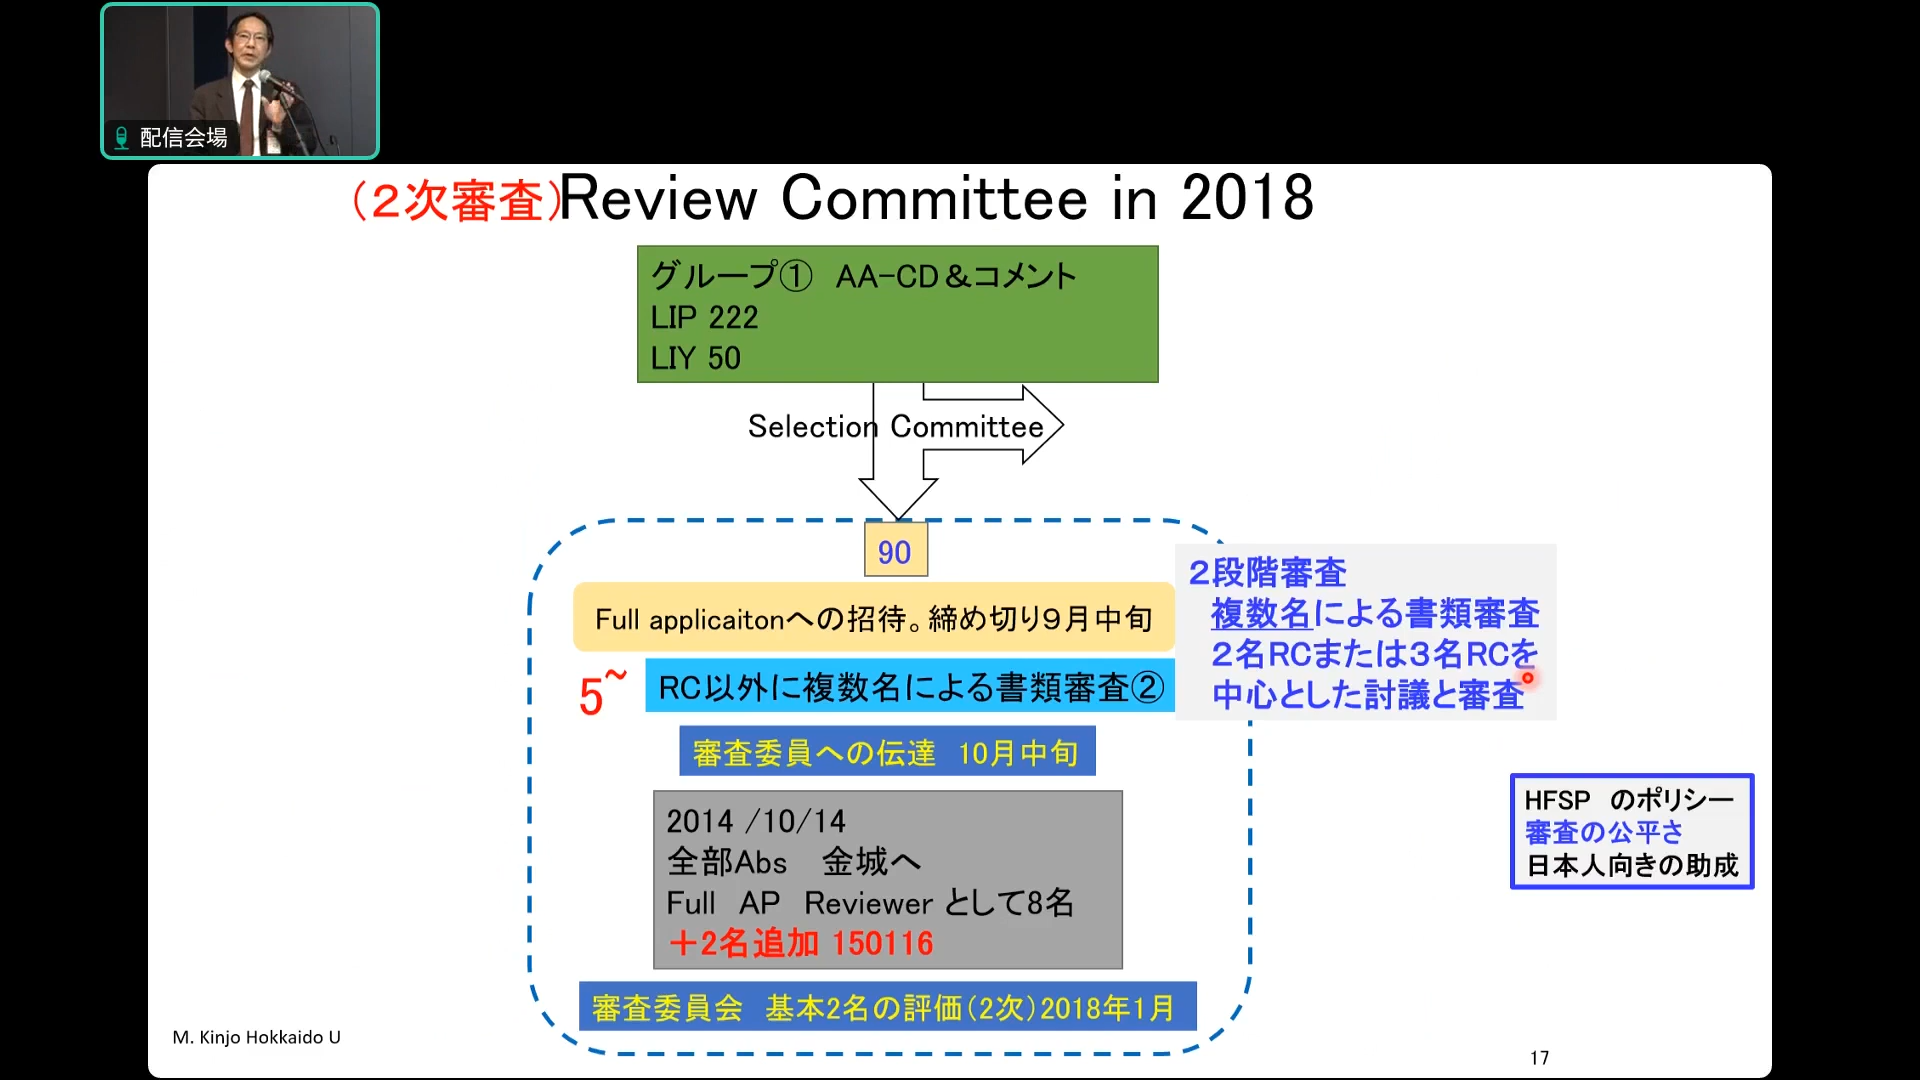 配信会場
(2次審査)Review Committee in 2018
グループ① AA-CD&コメント
LIP 222
LIY 50
Selection Committee
90
Full applicaitonへの招待。締め切り9月中旬
5~
RC以外に複数名による書類審査②
2段階審査
複数名による書類審査
2名RCまたは3名RCを
中心とした討議と審査
審査委員への伝達 10月中旬
2014 /10/14
全部Abs 金城へ
Full AP Reviewer として8名
+2名追加 150116
審査委員会 基本2名の評価(2次)2018年1月
HFSP のポリシー
審査の公平さ
日本人向きの助成
M. Kinjo Hokkaido U
17